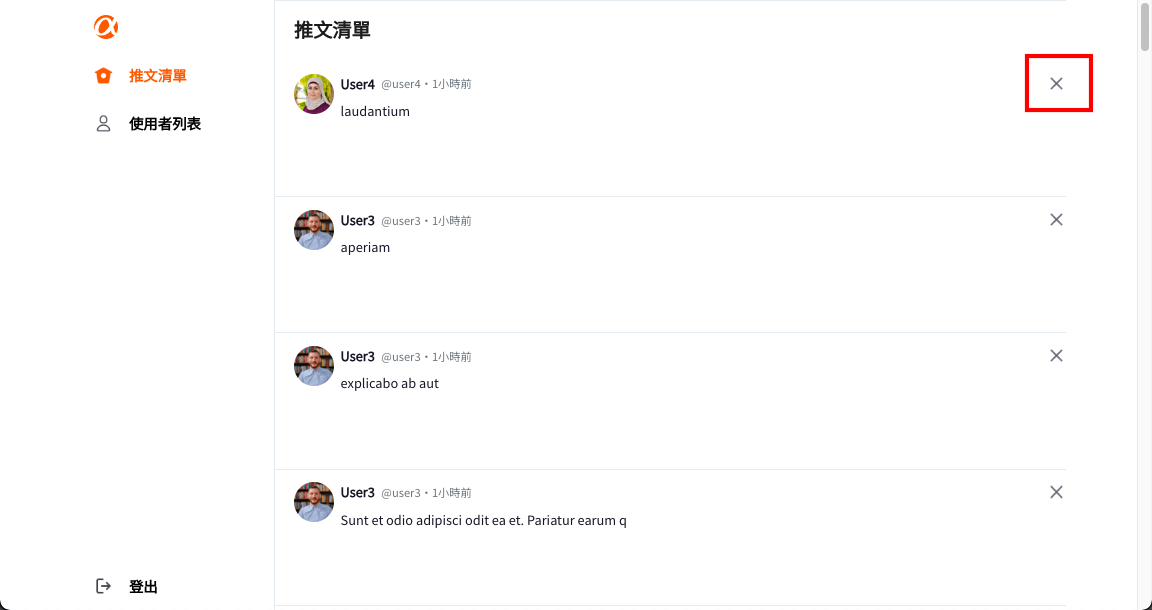 推文清單
使用者列表
登出
推文清單
User4 @user4・1小時前
laudantium
User3 @user3・1小時前
aperiam
User3 @user3・1小時前
explicabo ab aut
User3 @user3・1小時前
Sunt et odio adipisci odit ea et. Pariatur earum q